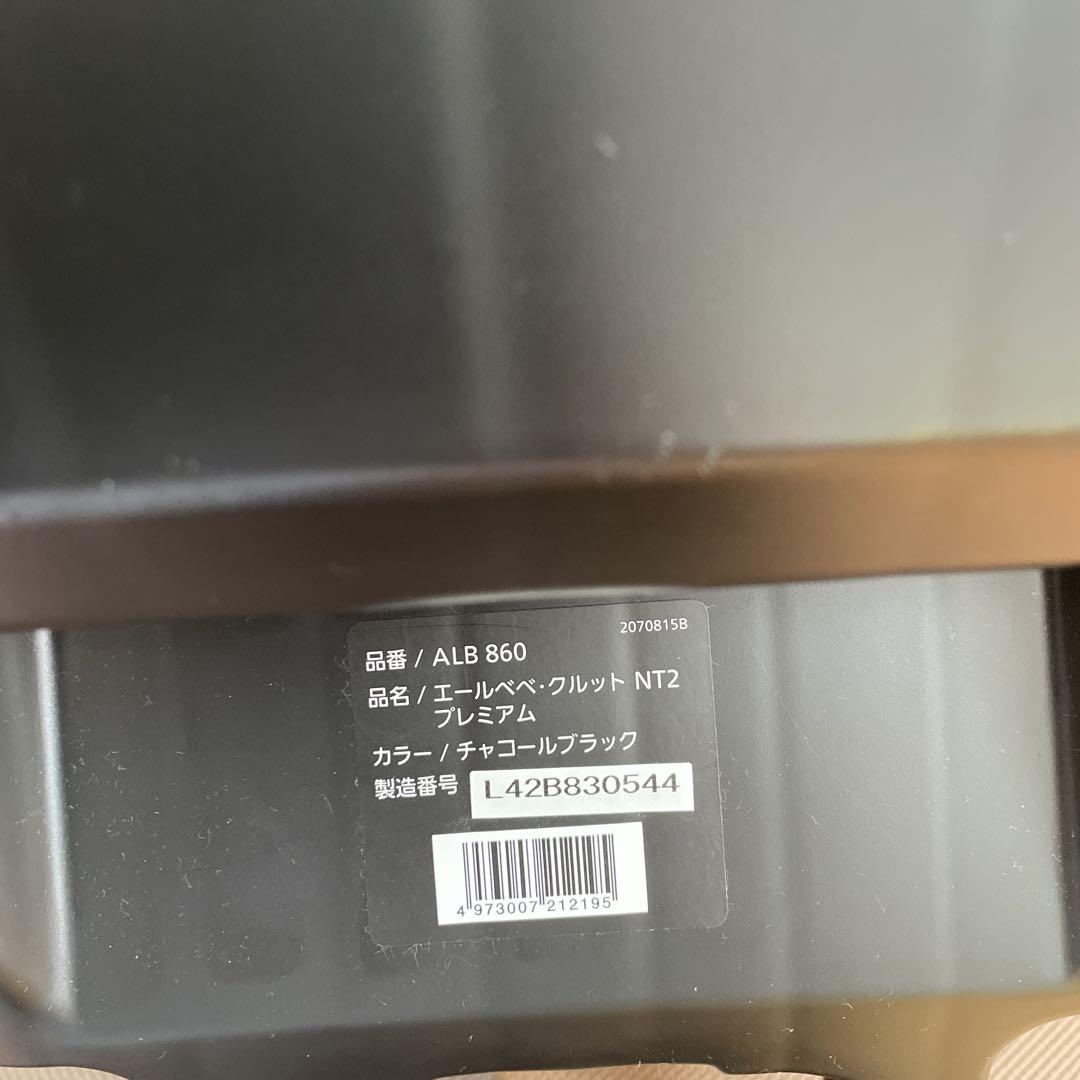 2070815B
品番 / ALB 860
品名 / エールベベ・クルット NT2
プレミアム
カラー / チャコールブラック
製造番号 L42B830544
4 973007 212195